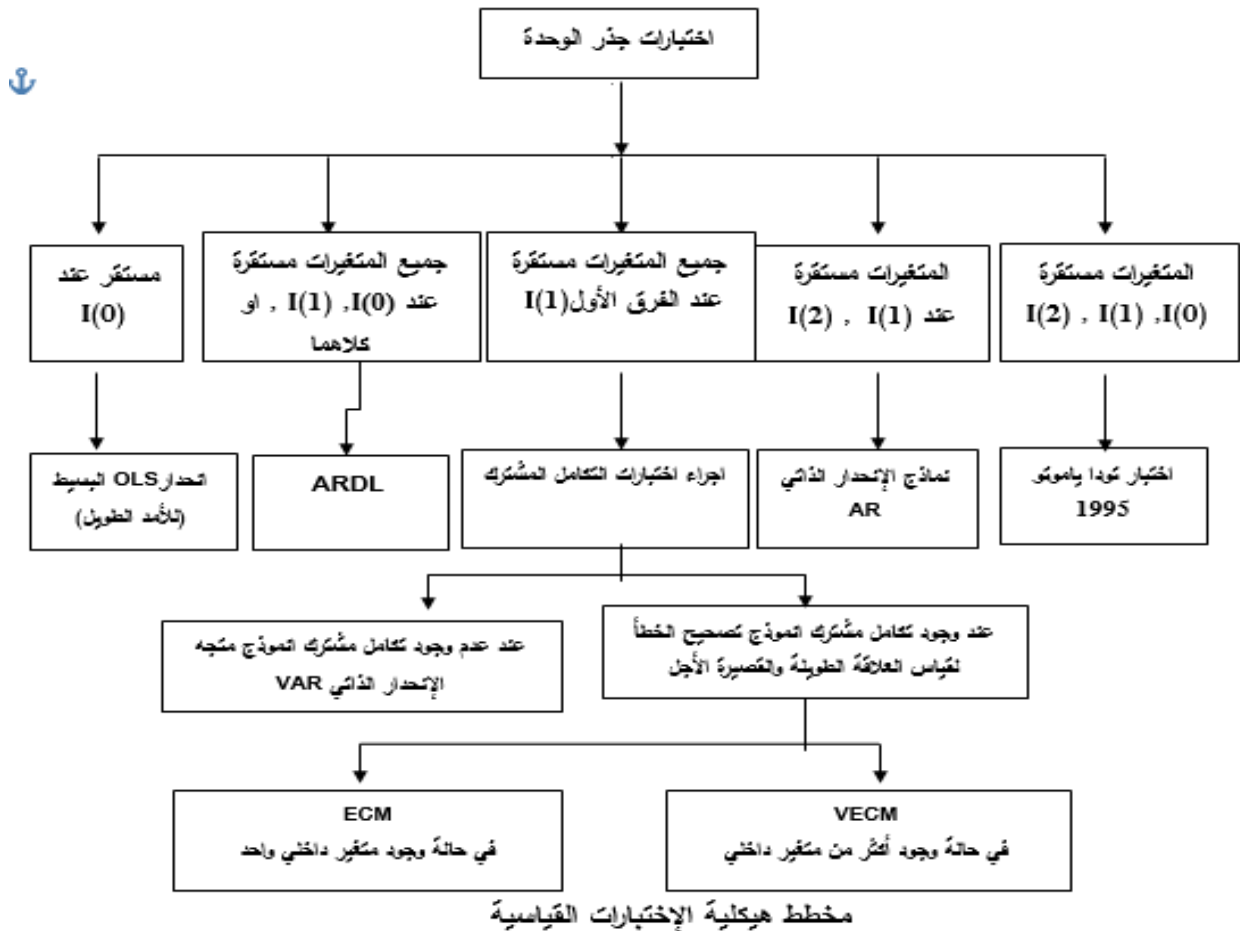 اختبارات جذر الوحدة
مستقر عند
I(0)
جميع المتغيرات مستقرة
عند I(0)، I(1) , او
كلاهما
جميع المتغيرات مستقرة
عند الفرق الأول I(1)
المتغيرات مستقرة
عند I(1) , I(2)
المتغيرات مستقرة
I(0)، I(1) , I(2)
انحدار OLS البسيط
(للأمد الطويل)
ARDL
اجراء اختبارات التكامل المشترك
نماذج الإنحدار الذاتي
AR
اختبار تودا ياموتو
1995
عند عدم وجود تكامل مشترك انموذج متجه
الإنحدار الذاتي VAR
عند وجود تكامل مشترك انموذج تصحيح الخطأ
لقياس العلاقة الطويلة والقصيرة الأجل
ECM
في حالة وجود متغير داخلي واحد
VECM
في حالة وجود أكثر من متغير داخلي
مخطط هيكلية الإختبارات القياسية